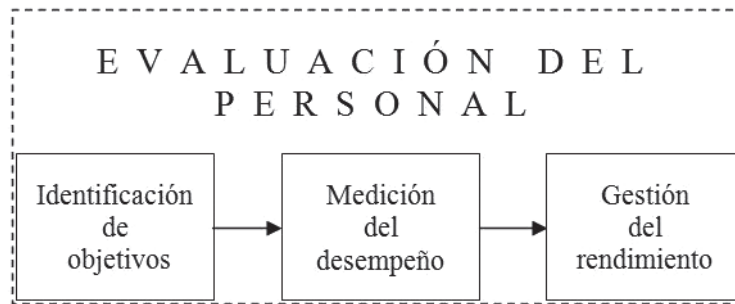 EVALUACIÓN DEL
PERSONAL
Identificación
de
objetivos
Medición
del
desempeño
Gestión
del
rendimiento